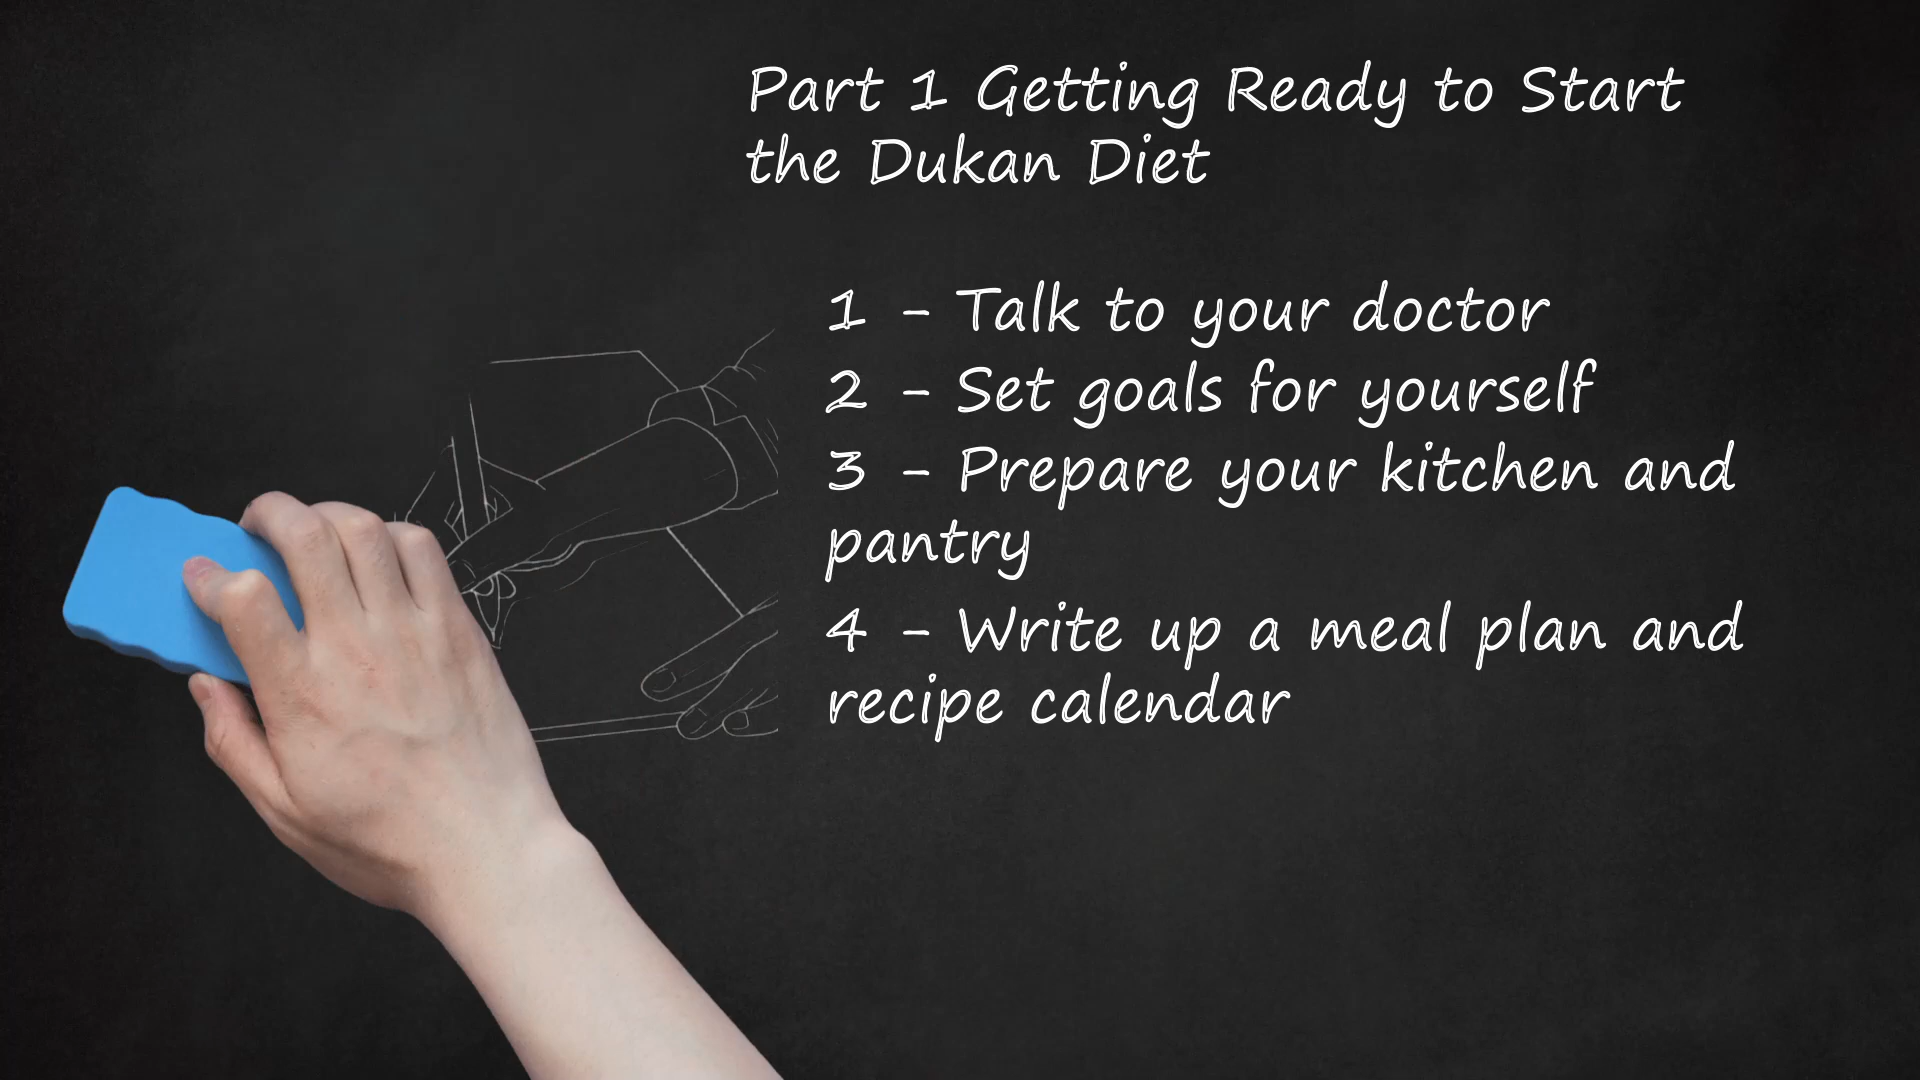 Part 1 Getting Ready to Start
the Dukan Diet
1 - Talk to your doctor
2 - Set goals for yourself
3 - Prepare your kitchen and
pantry
4 - Write up a meal plan and
recipe calendar